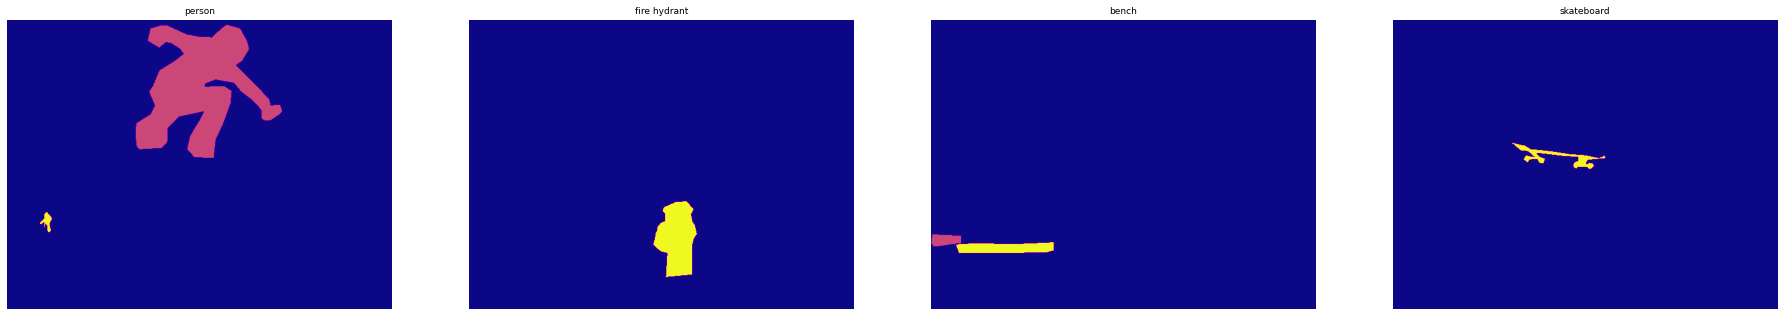 person
fire hydrant
bench
skateboard